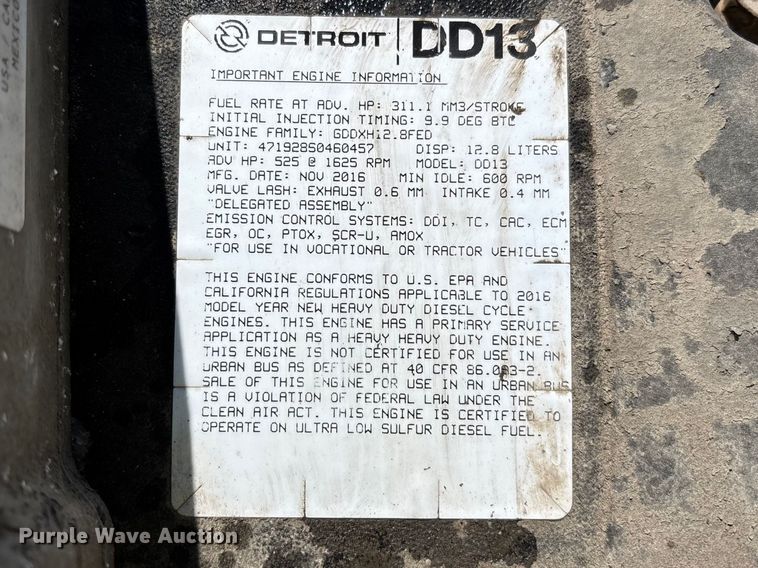 USA / CA
MEXICO
DETROIT | DD13
IMPORTANT ENGINE INFORMATION
FUEL RATE AT ADV. HP: 311.1 MM3/STROKE
INITIAL INJECTION TIMING: 9.9 DEG BTC
ENGINE FAMILY: GDDXH12.8FED
UNIT: 471928S0460457 DISP: 12.8 LITERS
ADV HP: 525 @ 1625 RPM MODEL: DD13
MFG. DATE: NOV 2016 MIN IDLE: 600 RPM
VALVE LASH: EXHAUST 0.6 MM INTAKE 0.4 MM
"DELEGATED ASSEMBLY"
EMISSION CONTROL SYSTEMS: DDI, TC, CAC, ECM
EGR, OC, PTOX, SCR-U, AMOX
"FOR USE IN VOCATIONAL OR TRACTOR VEHICLES"
THIS ENGINE CONFORMS TO U.S. EPA AND
CALIFORNIA REGULATIONS APPLICABLE TO 2016
MODEL YEAR NEW HEAVY DUTY DIESEL CYCLE
ENGINES. THIS ENGINE HAS A PRIMARY SERVICE
APPLICATION AS A HEAVY HEAVY DUTY ENGINE.
THIS ENGINE IS NOT CERTIFIED FOR USE IN AN
URBAN BUS AS DEFINED AT 40 CFR 86.093-2.
SALE OF THIS ENGINE FOR USE IN AN URBAN BUS
IS A VIOLATION OF FEDERAL LAW UNDER THE
CLEAN AIR ACT. THIS ENGINE IS CERTIFIED TO
OPERATE ON ULTRA LOW SULFUR DIESEL FUEL.
Purple Wave Auction